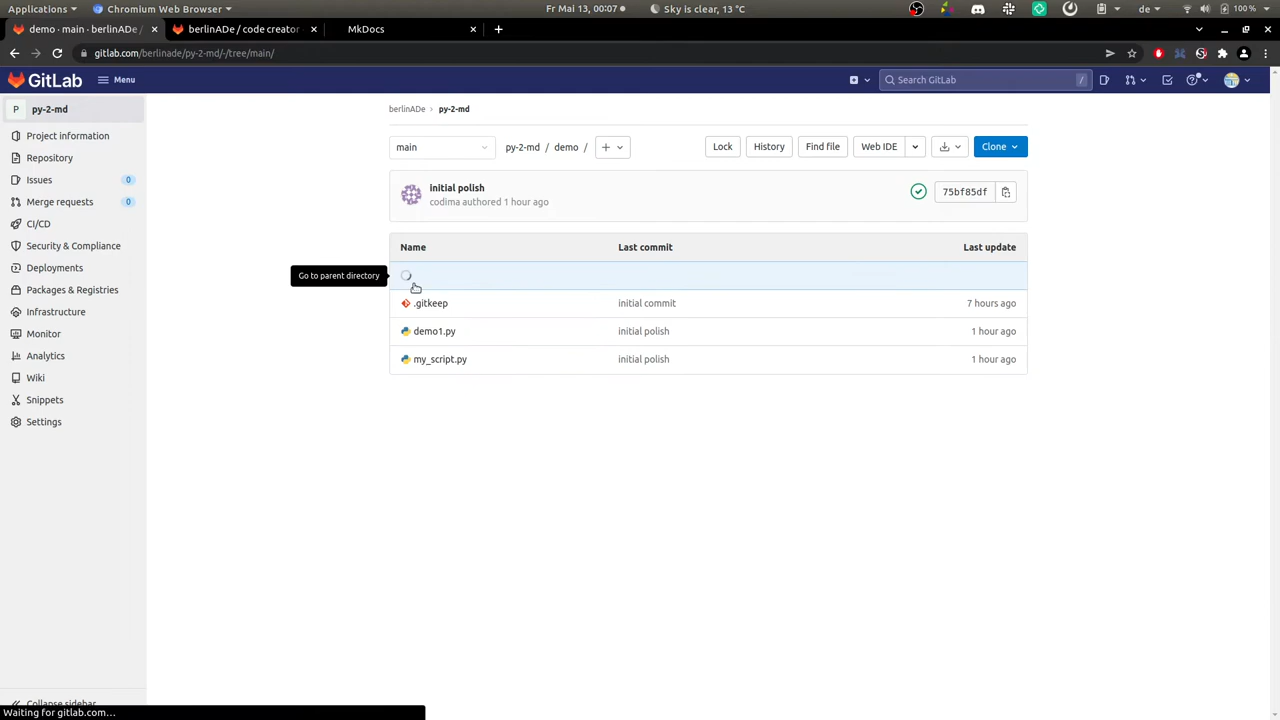 Applications
Chromium Web Browser
Fr Mai 13, 00:07
Sky is clear, 13 °C
de
100 %
demo · main · berlinADe /
berlinADe / code creator
MkDocs
gitlab.com/berlinade/py-2-md/-/tree/main/
GitLab
Menu
Search GitLab
/
P
py-2-md
Project information
Repository
Issues
0
Merge requests
0
CI/CD
Security & Compliance
Deployments
Packages & Registries
Infrastructure
Monitor
Analytics
Wiki
Snippets
Settings
Collapse sidebar
Waiting for gitlab.com…
berlinADe › py-2-md
main
py-2-md / demo /
Lock
History
Find file
Web IDE
Clone
initial polish
codima authored 1 hour ago
75bf85df
Name
Last commit
Last update
Go to parent directory
.gitkeep
initial commit
7 hours ago
demo1.py
initial polish
1 hour ago
my_script.py
initial polish
1 hour ago